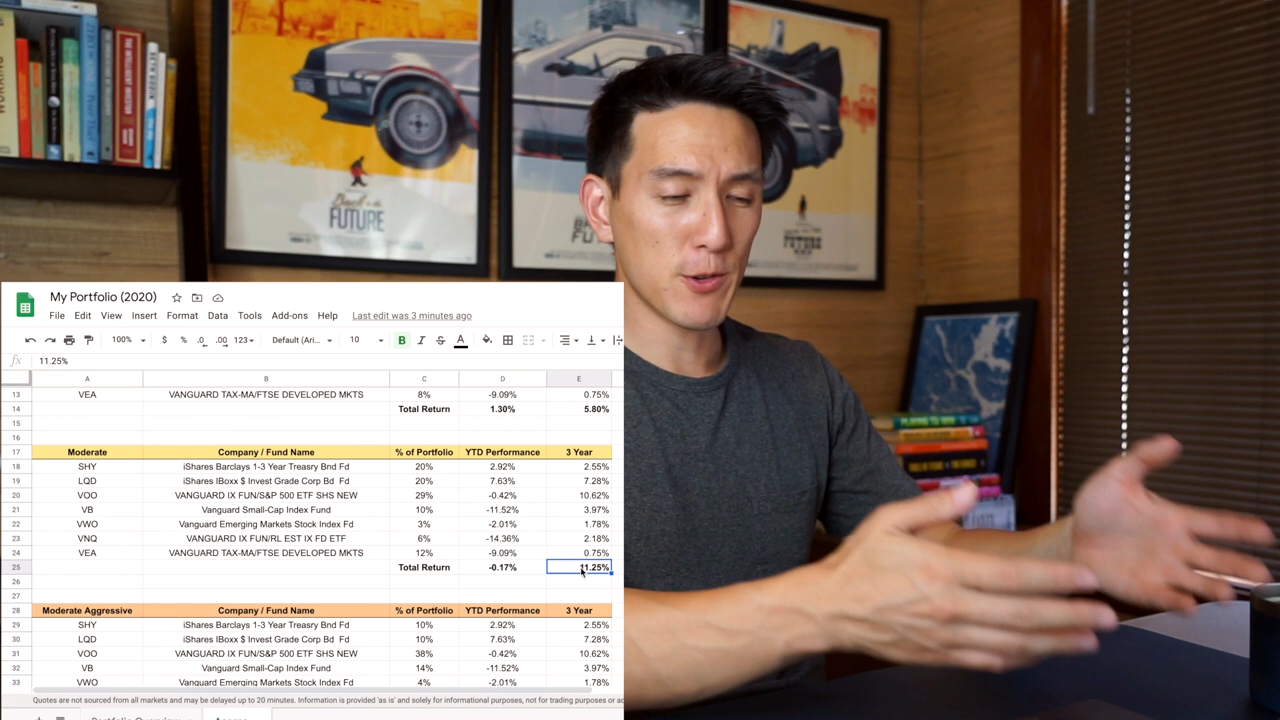 THE INTELLIGENT INVESTOR
Back to the
FUTURE
FUTURE
My Portfolio (2020)
File Edit View Insert Format Data Tools Add-ons Help Last edit was 3 minutes ago
100% $ % .0 .00 123 Default (Ari... 10 B I S A
fx 11.25%
A B C D E
13 VEA VANGUARD TAX-MA/FTSE DEVELOPED MKTS 8% -9.09% 0.75%
14 Total Return 1.30% 5.80%
15
16
17 Moderate Company / Fund Name % of Portfolio YTD Performance 3 Year
18 SHY iShares Barclays 1-3 Year Treasry Bnd Fd 20% 2.92% 2.55%
19 LQD iShares IBoxx $ Invest Grade Corp Bd Fd 20% 7.63% 7.28%
20 VOO VANGUARD IX FUN/S&P 500 ETF SHS NEW 29% -0.42% 10.62%
21 VB Vanguard Small-Cap Index Fund 10% -11.52% 3.97%
22 VWO Vanguard Emerging Markets Stock Index Fd 3% -2.01% 1.78%
23 VNQ VANGUARD IX FUN/RL EST IX FD ETF 6% -14.36% 2.18%
24 VEA VANGUARD TAX-MA/FTSE DEVELOPED MKTS 12% -9.09% 0.75%
25 Total Return -0.17% 11.25%
26
27
28 Moderate Aggressive Company / Fund Name % of Portfolio YTD Performance 3 Year
29 SHY iShares Barclays 1-3 Year Treasry Bnd Fd 10% 2.92% 2.55%
30 LQD iShares IBoxx $ Invest Grade Corp Bd Fd 10% 7.63% 7.28%
31 VOO VANGUARD IX FUN/S&P 500 ETF SHS NEW 38% -0.42% 10.62%
32 VB Vanguard Small-Cap Index Fund 14% -11.52% 3.97%
33 VWO Vanguard Emerging Markets Stock Index Fd 4% -2.01% 1.78%
Quotes are not sourced from all markets and may be delayed up to 20 minutes. Information is provided 'as is' and solely for informational purposes, not for trading purposes or